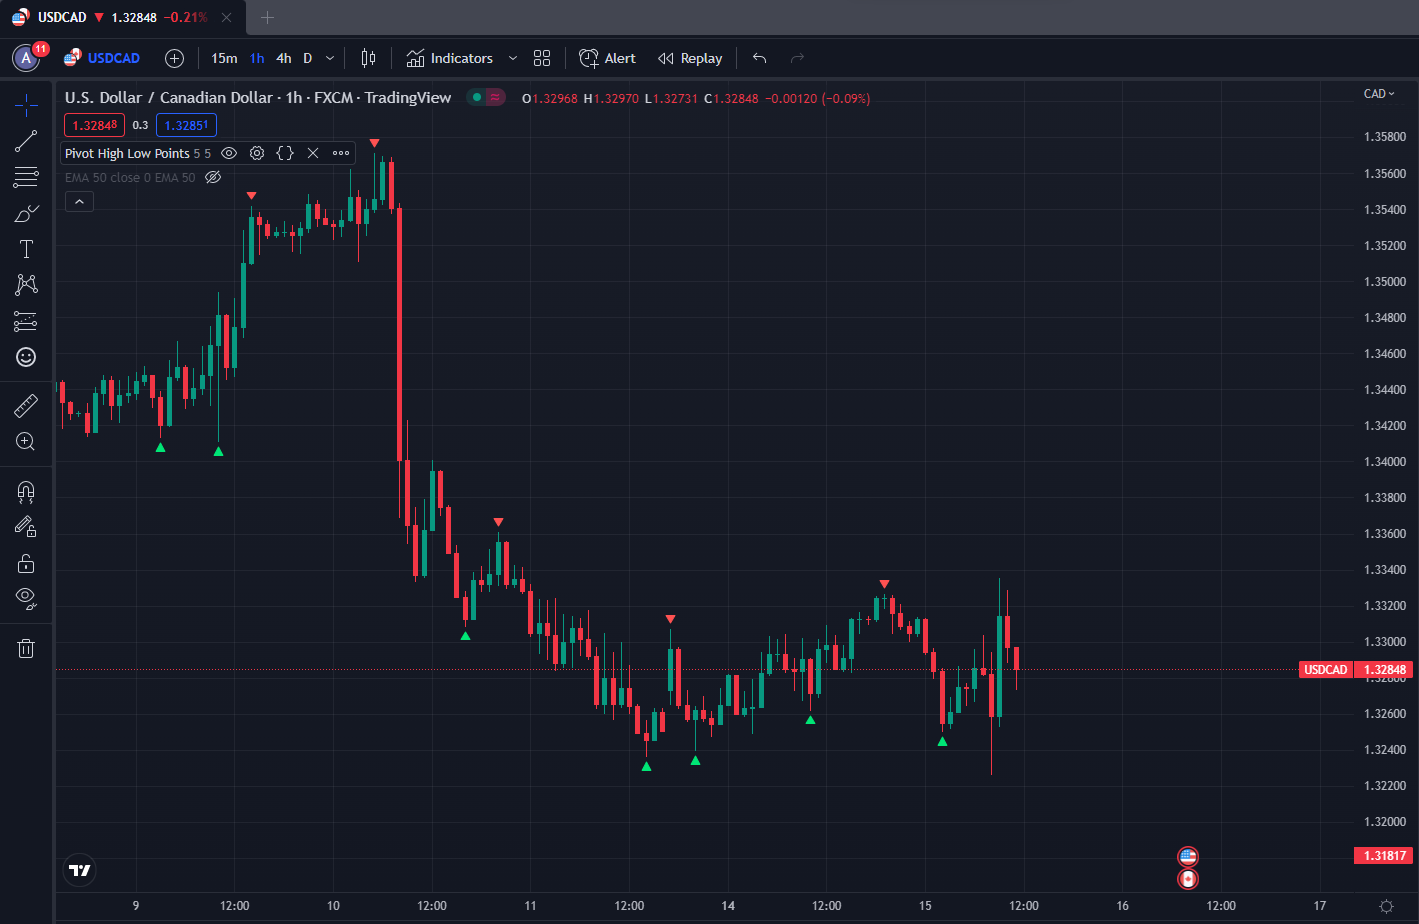 USDCAD ▼ 1.32848 −0.21%
A 11 USDCAD 15m 1h 4h D Indicators Alert Replay
U.S. Dollar / Canadian Dollar · 1h · FXCM · TradingView O1.32968 H1.32970 L1.32731 C1.32848 −0.00120 (−0.09%)
CAD
1.32848 0.3 1.32851
Pivot High Low Points 5 5
EMA 50 close 0 EMA 50
T
1.35800
1.35600
1.35400
1.35200
1.35000
1.34800
1.34600
1.34400
1.34200
1.34000
1.33800
1.33600
1.33400
1.33200
1.33000
USDCAD 1.32848
1.32800
1.32600
1.32400
1.32200
1.32000
1.31817
9 12:00 10 12:00 11 12:00 14 12:00 15 12:00 16 12:00 17